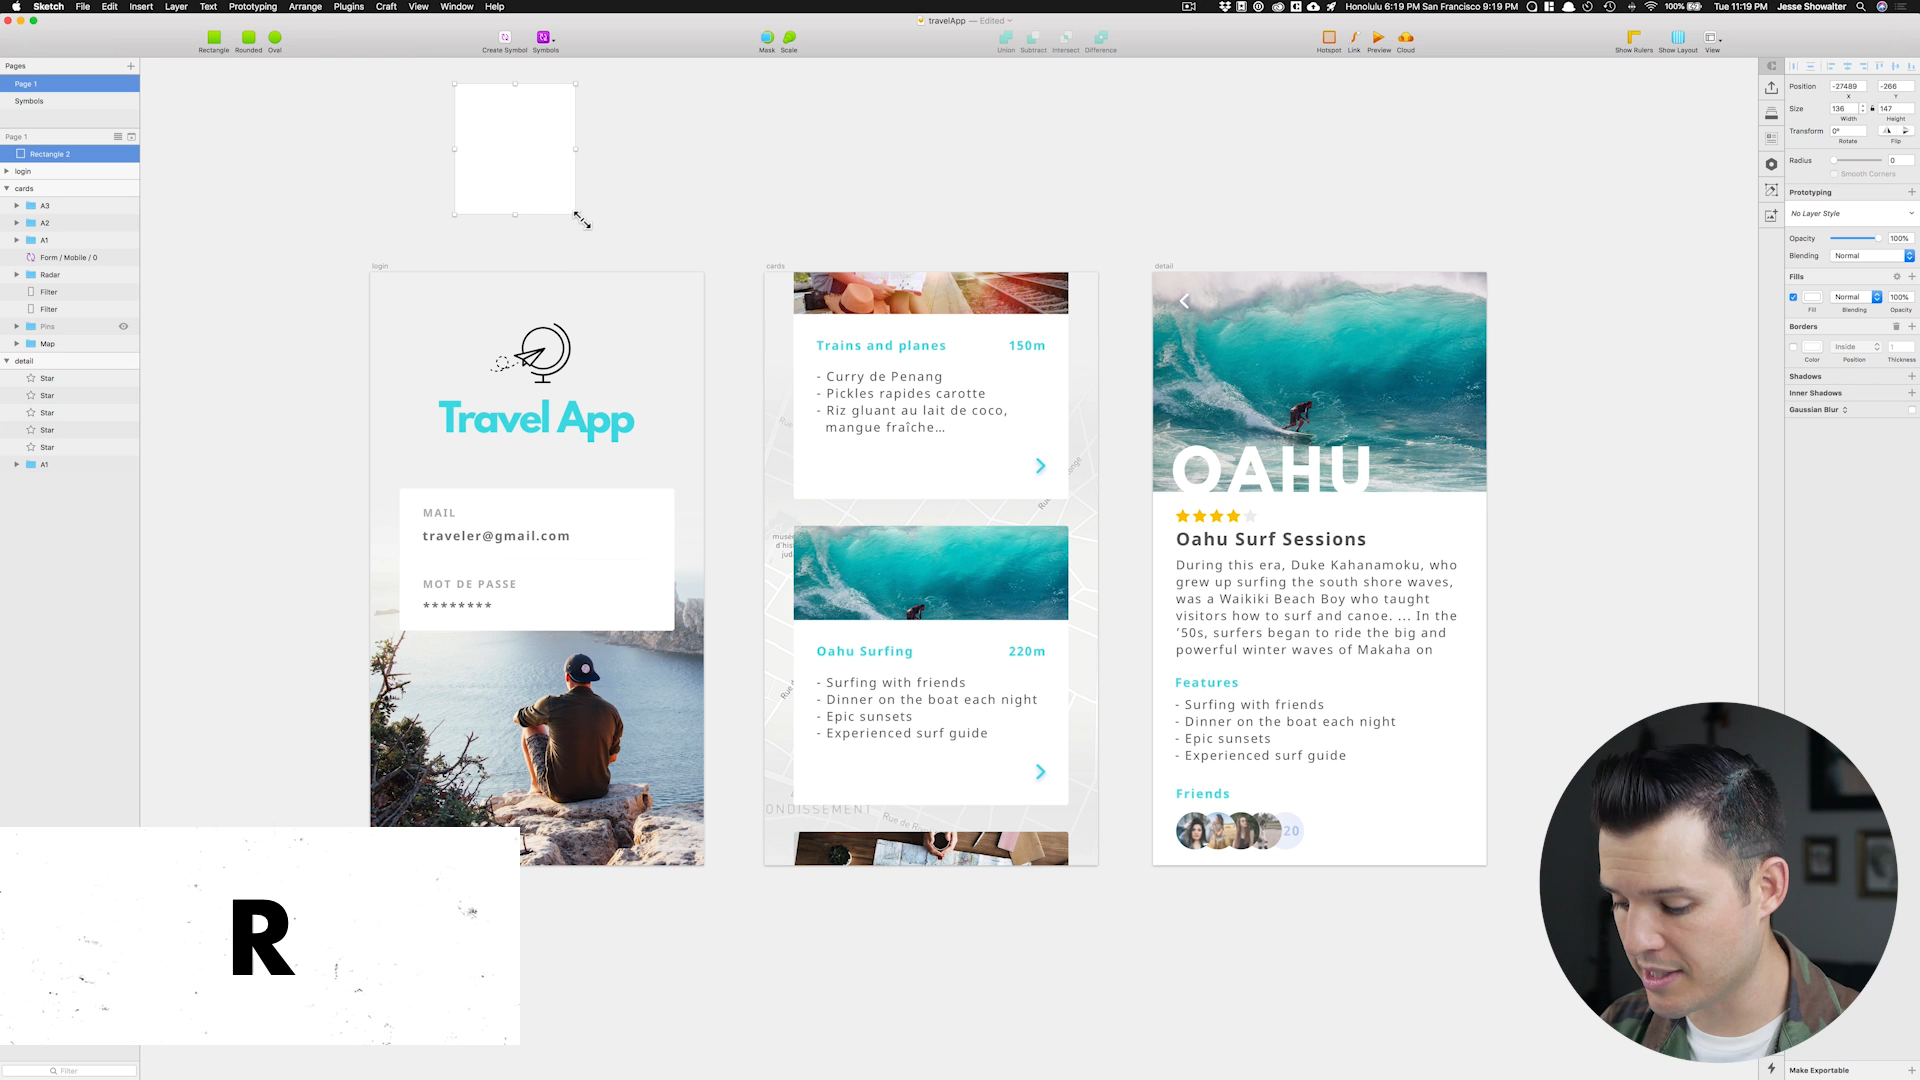 Sketch File Edit Insert Layer Text Prototyping Arrange Plugins Craft View Window Help
Honolulu 6:19 PM San Francisco 9:19 PM
100%
Tue 11:19 PM Jesse Showalter
travelApp — Edited
Rectangle Rounded Oval
Create Symbol Symbols
Mask Scale
Union Subtract Intersect Difference
Hotspot Link Preview Cloud
Show Rulers Show Layout View
Pages
Page 1
Symbols
Page 1
Rectangle 2
login
cards
A3
A2
A1
Form / Mobile / 0
Radar
Filter
Filter
Pins
Map
detail
Star
Star
Star
Star
Star
A1
Filter
login
Travel App
MAIL
traveler@gmail.com
MOT DE PASSE
********
cards
Trains and planes 150m
- Curry de Penang
- Pickles rapides carotte
- Riz gluant au lait de coco,
mangue fraîche…
Oahu Surfing 220m
- Surfing with friends
- Dinner on the boat each night
- Epic sunsets
- Experienced surf guide
ONDISSEMENT
detail
OAHU
Oahu Surf Sessions
During this era, Duke Kahanamoku, who
grew up surfing the south shore waves,
was a Waikiki Beach Boy who taught
visitors how to surf and canoe. ... In the
'50s, surfers began to ride the big and
powerful winter waves of Makaha on
Features
- Surfing with friends
- Dinner on the boat each night
- Epic sunsets
- Experienced surf guide
Friends
20
R
Position -27489 -266
X Y
Size 136 147
Width Height
Transform 0°
Rotate Flip
Radius 0
Smooth Corners
Prototyping
No Layer Style
Opacity 100%
Blending Normal
Fills
Normal 100%
Fill Blending Opacity
Borders
Inside 1
Color Position Thickness
Shadows
Inner Shadows
Gaussian Blur
Make Exportable